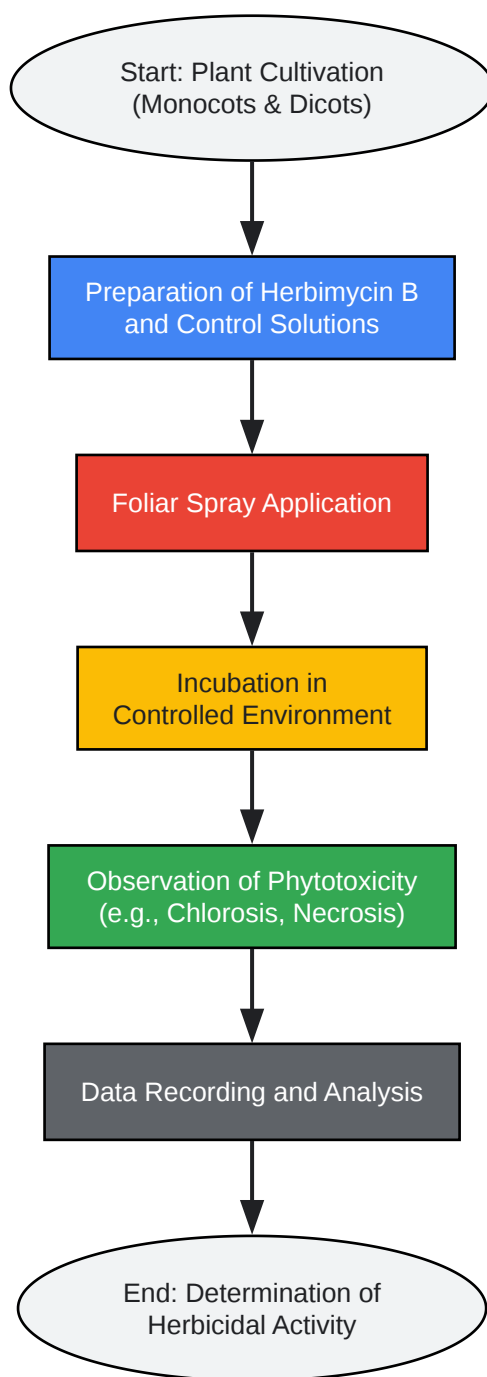 Start: Plant Cultivation
(Monocots & Dicots)
Preparation of Herbimycin B
and Control Solutions
Foliar Spray Application
Incubation in
Controlled Environment
Observation of Phytotoxicity
(e.g., Chlorosis, Necrosis)
Data Recording and Analysis
End: Determination of
Herbicidal Activity